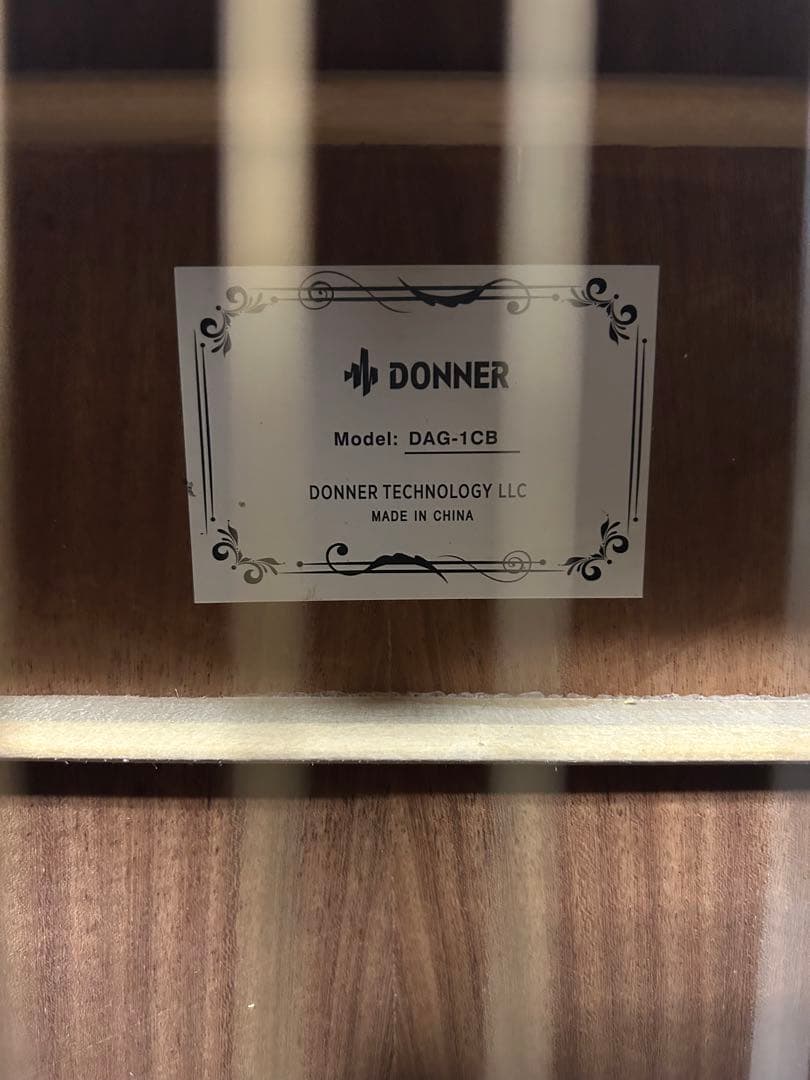 DONNER
Model: DAG-1CB
DONNER TECHNOLOGY LLC
MADE IN CHINA